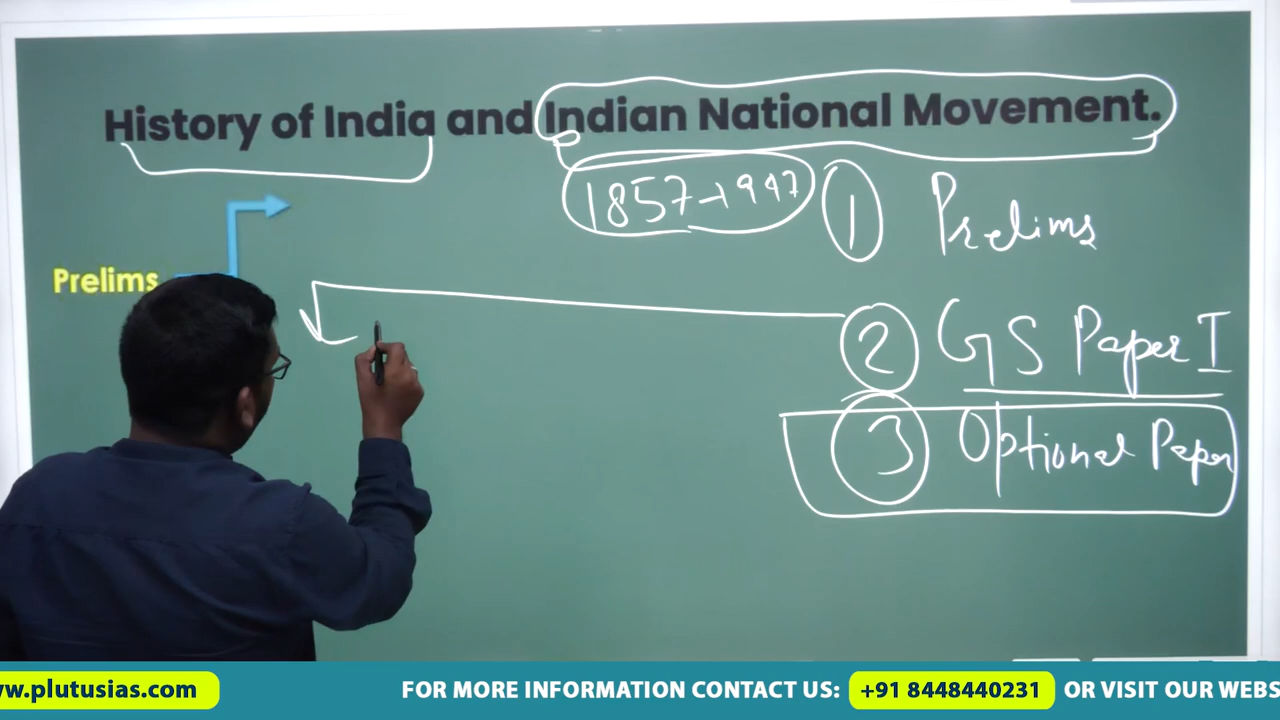 History of India and Indian National Movement.
1857-1947
1 Prelims
Prelims
2 GS Paper I
3 Optional Paper
ww.plutusias.com FOR MORE INFORMATION CONTACT US: +91 8448440231 OR VISIT OUR WEBS